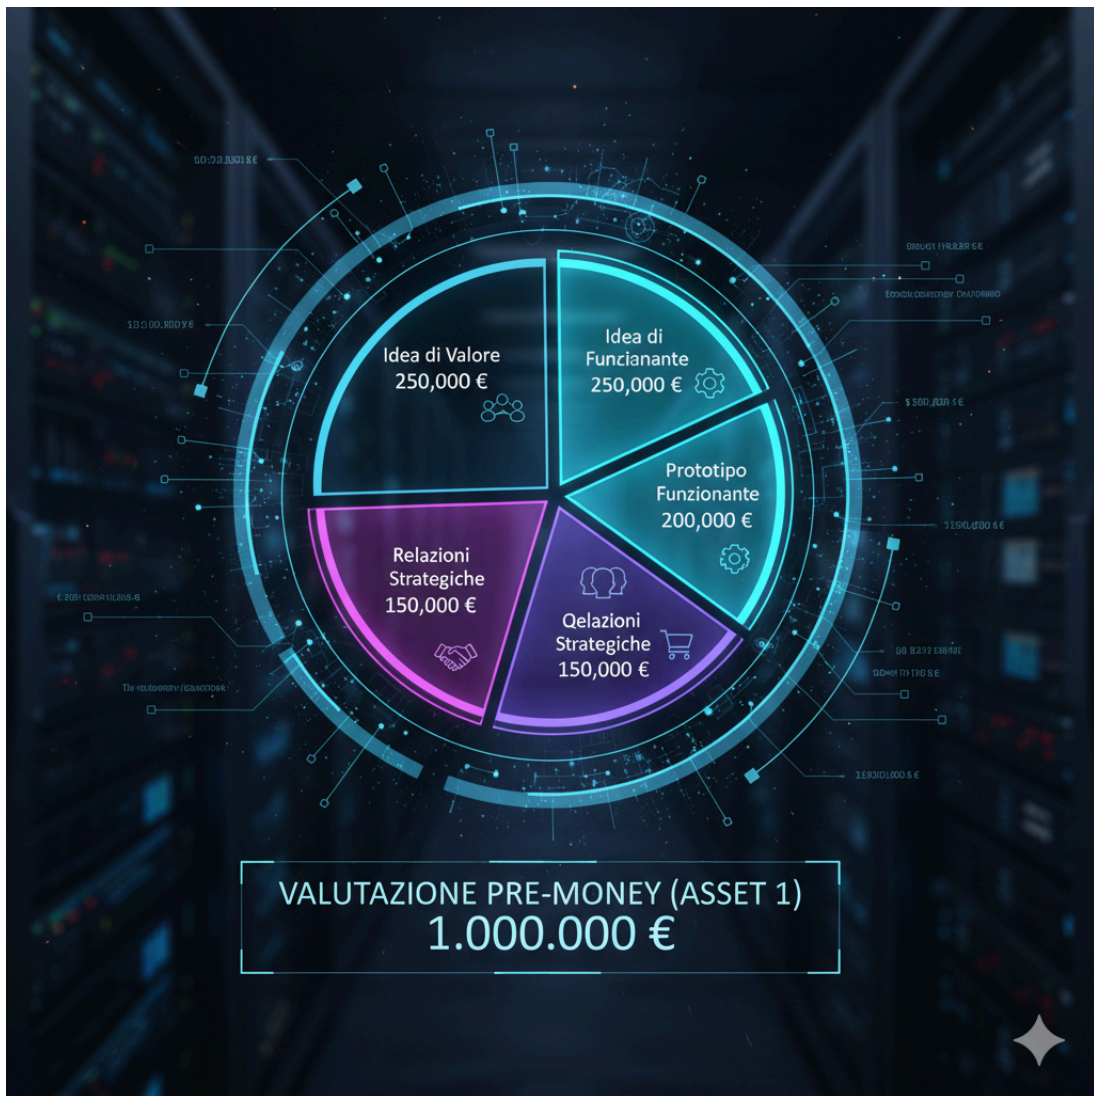 Idea di Valore
250,000 €
Idea di
Funcianante
250,000 €
Prototipo
Funzionante
200,000 €
Relazioni
Strategiche
150,000 €
Qelazioni
Strategiche
150,000 €
VALUTAZIONE PRE-MONEY (ASSET 1)
1.000.000 €